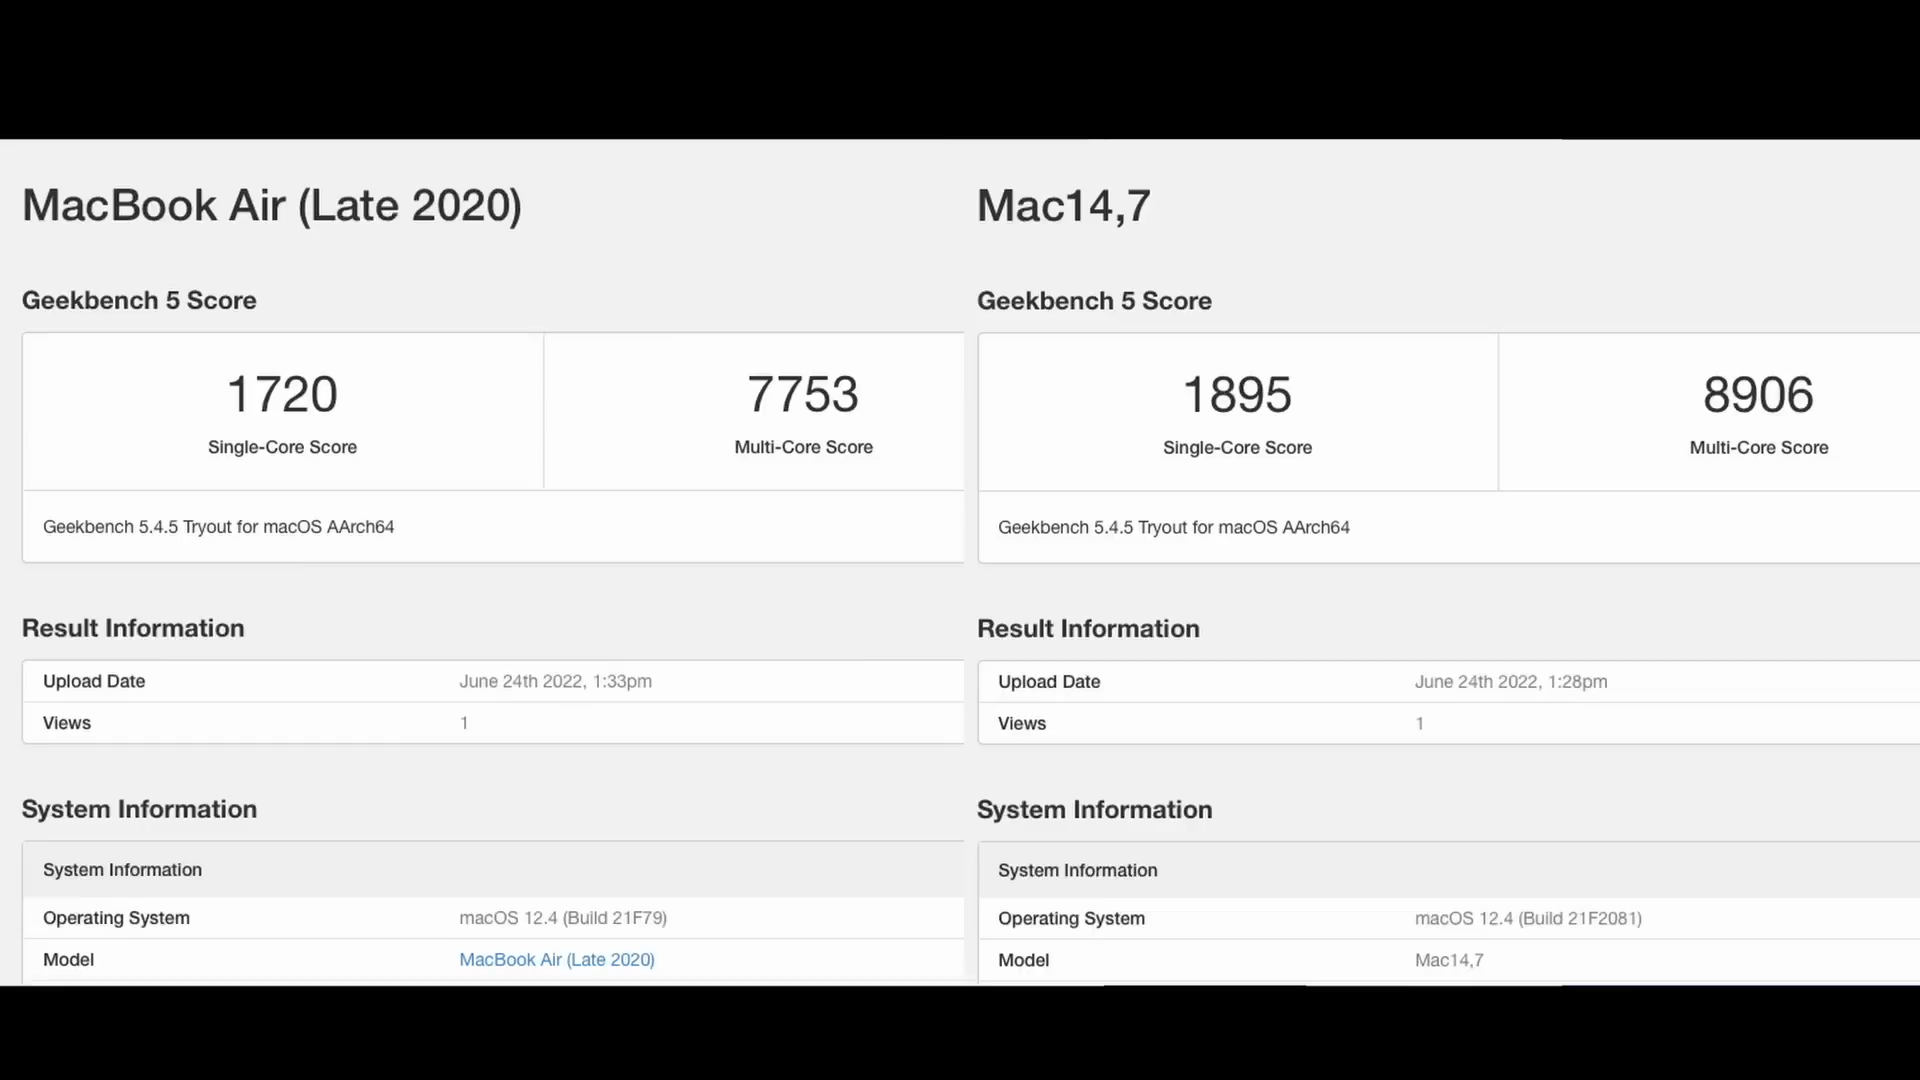 MacBook Air (Late 2020)
Geekbench 5 Score
1720
7753
Single-Core Score
Multi-Core Score
Geekbench 5.4.5 Tryout for macOS AArch64
Result Information
Upload Date
June 24th 2022, 1:33pm
Views
1
System Information
System Information
Operating System
macOS 12.4 (Build 21F79)
Model
MacBook Air (Late 2020)
Mac14,7
Geekbench 5 Score
1895
8906
Single-Core Score
Multi-Core Score
Geekbench 5.4.5 Tryout for macOS AArch64
Result Information
Upload Date
June 24th 2022, 1:28pm
Views
1
System Information
System Information
Operating System
macOS 12.4 (Build 21F2081)
Model
Mac14,7